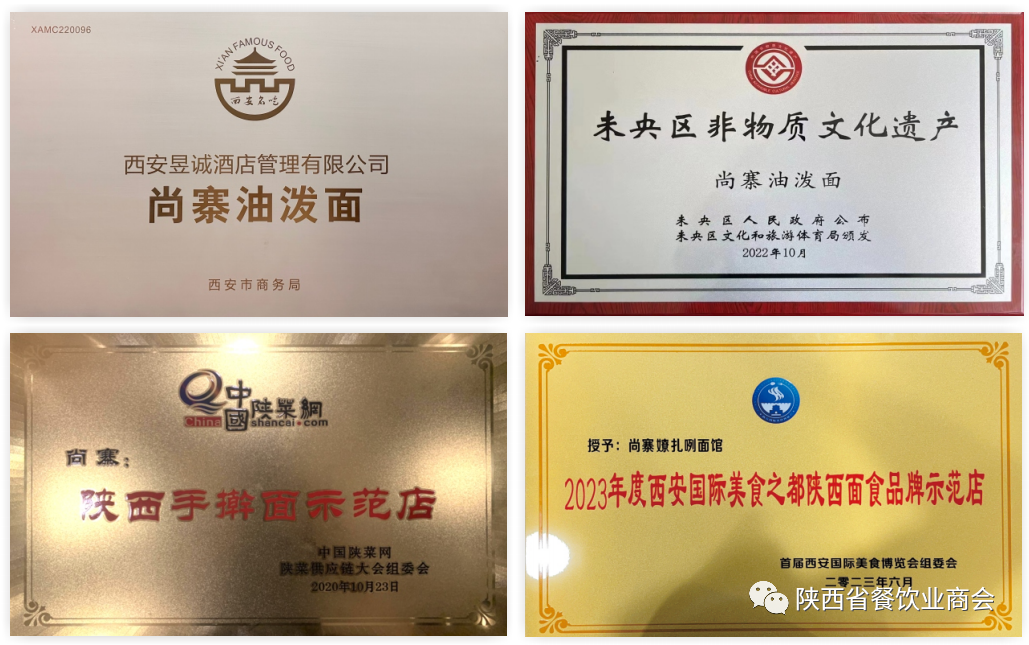 XAMC220096
XI'AN FAMOUS FOOD
西安名吃
西安昱诚酒店管理有限公司
尚寨油泼面
西安市商务局
未央区非物质文化遗产
尚寨油泼面
未央区人民政府公布
未央区文化和旅游体育局颁发
2022年10月
中國陕菜網
China shancai.com
尚寨：
陕西手擀面示范店
中国陕菜网
陕菜供应链大会组委会
2020年10月23日
授予：尚寨嫽扎咧面馆
2023年度西安国际美食之都陕西面食品牌示范店
首届西安国际美食博览会组委会
二零二三年六月
陕西省餐饮业商会